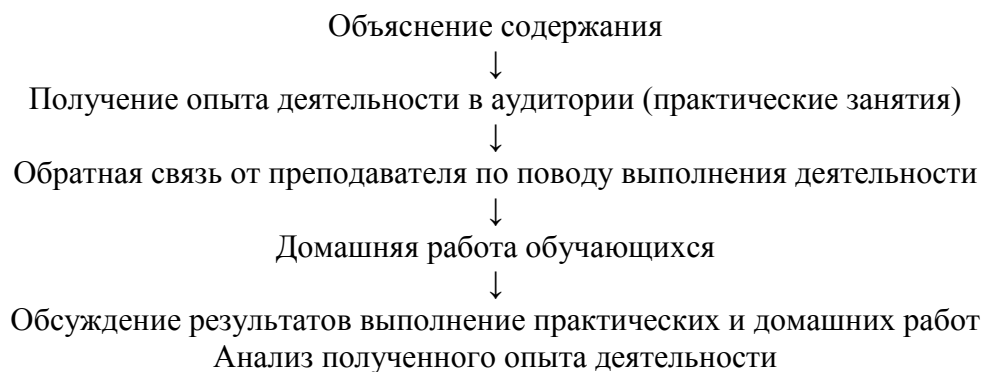 Объяснение содержания
↓
Получение опыта деятельности в аудитории (практические занятия)
↓
Обратная связь от преподавателя по поводу выполнения деятельности
↓
Домашняя работа обучающихся
↓
Обсуждение результатов выполнение практических и домашних работ
Анализ полученного опыта деятельности